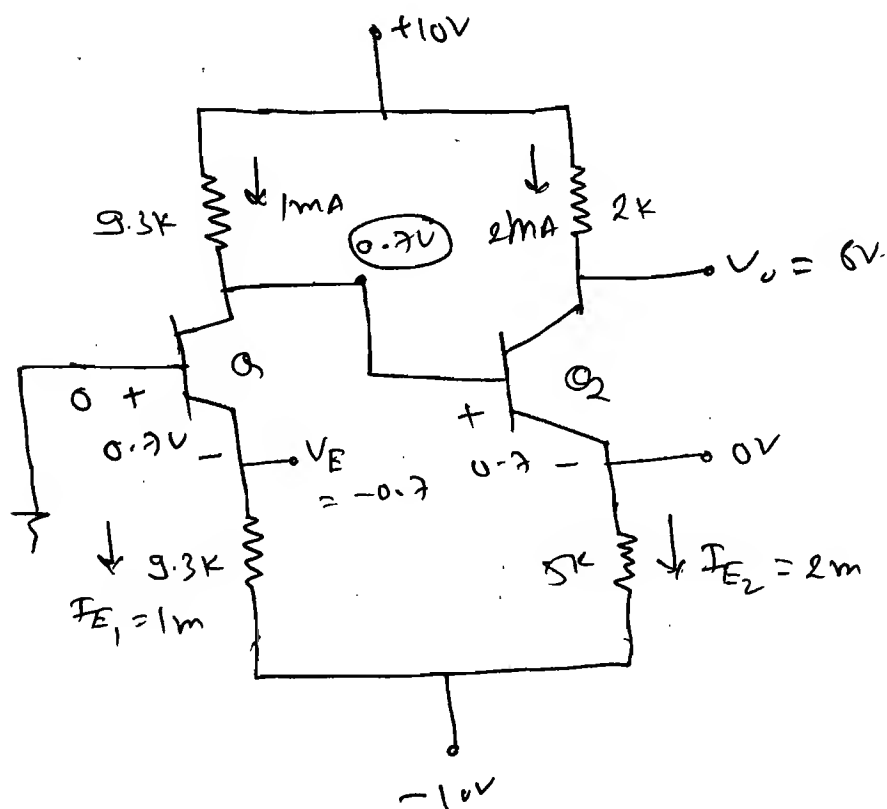 +10V
9.3K
1mA
2mA
2K
0.7V
V₀ = 6V.
Q₁
Q₂
0 +
0.7V
-
V_E
= -0.7
+
0.7 -
0V
9.3K
I_E₁ = 1m
5K
I_E₂ = 2m
-10V